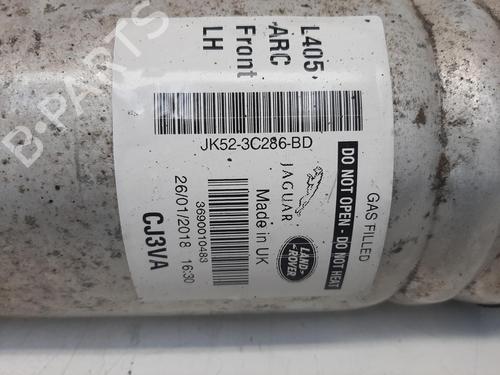 L405,
ARC
Front
LH
JK52-3C286-BD
DO NOT OPEN - DO NOT HEAT
GAS FILLED
JAGUAR
LAND-
-ROVER
Made in UK
3690010483
26/01/2018 16:30
CJ3VA
B-PARTS